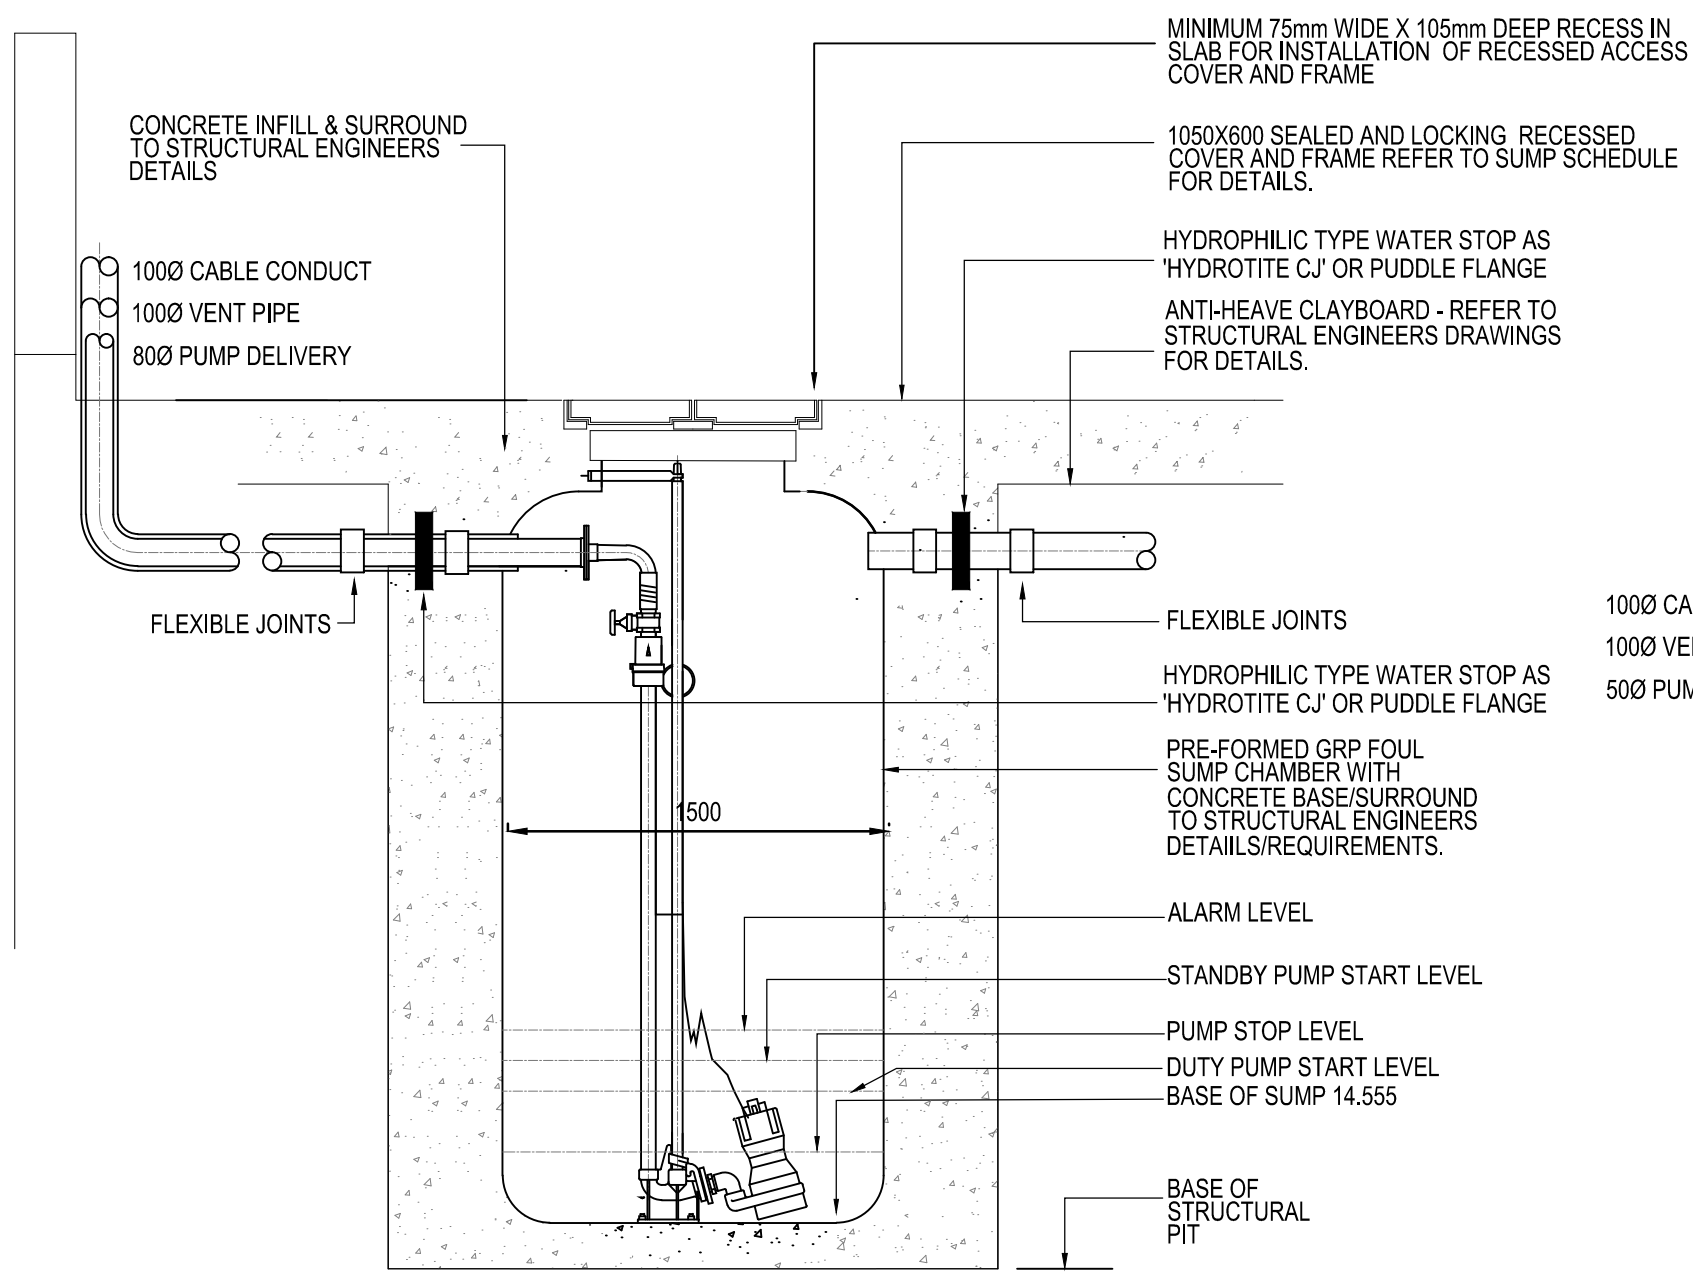 MINIMUM 75mm WIDE X 105mm DEEP RECESS IN
SLAB FOR INSTALLATION OF RECESSED ACCESS
COVER AND FRAME
CONCRETE INFILL & SURROUND
TO STRUCTURAL ENGINEERS
DETAILS
1050X600 SEALED AND LOCKING RECESSED
COVER AND FRAME REFER TO SUMP SCHEDULE
FOR DETAILS.
HYDROPHILIC TYPE WATER STOP AS
'HYDROTITE CJ' OR PUDDLE FLANGE
100Ø CABLE CONDUCT
100Ø VENT PIPE
80Ø PUMP DELIVERY
ANTI-HEAVE CLAYBOARD - REFER TO
STRUCTURAL ENGINEERS DRAWINGS
FOR DETAILS.
FLEXIBLE JOINTS
FLEXIBLE JOINTS
100Ø CA
100Ø VE
50Ø PUM
HYDROPHILIC TYPE WATER STOP AS
'HYDROTITE CJ' OR PUDDLE FLANGE
PRE-FORMED GRP FOUL
SUMP CHAMBER WITH
CONCRETE BASE/SURROUND
TO STRUCTURAL ENGINEERS
DETAIILS/REQUIREMENTS.
1500
ALARM LEVEL
STANDBY PUMP START LEVEL
PUMP STOP LEVEL
DUTY PUMP START LEVEL
BASE OF SUMP 14.555
BASE OF
STRUCTURAL
PIT